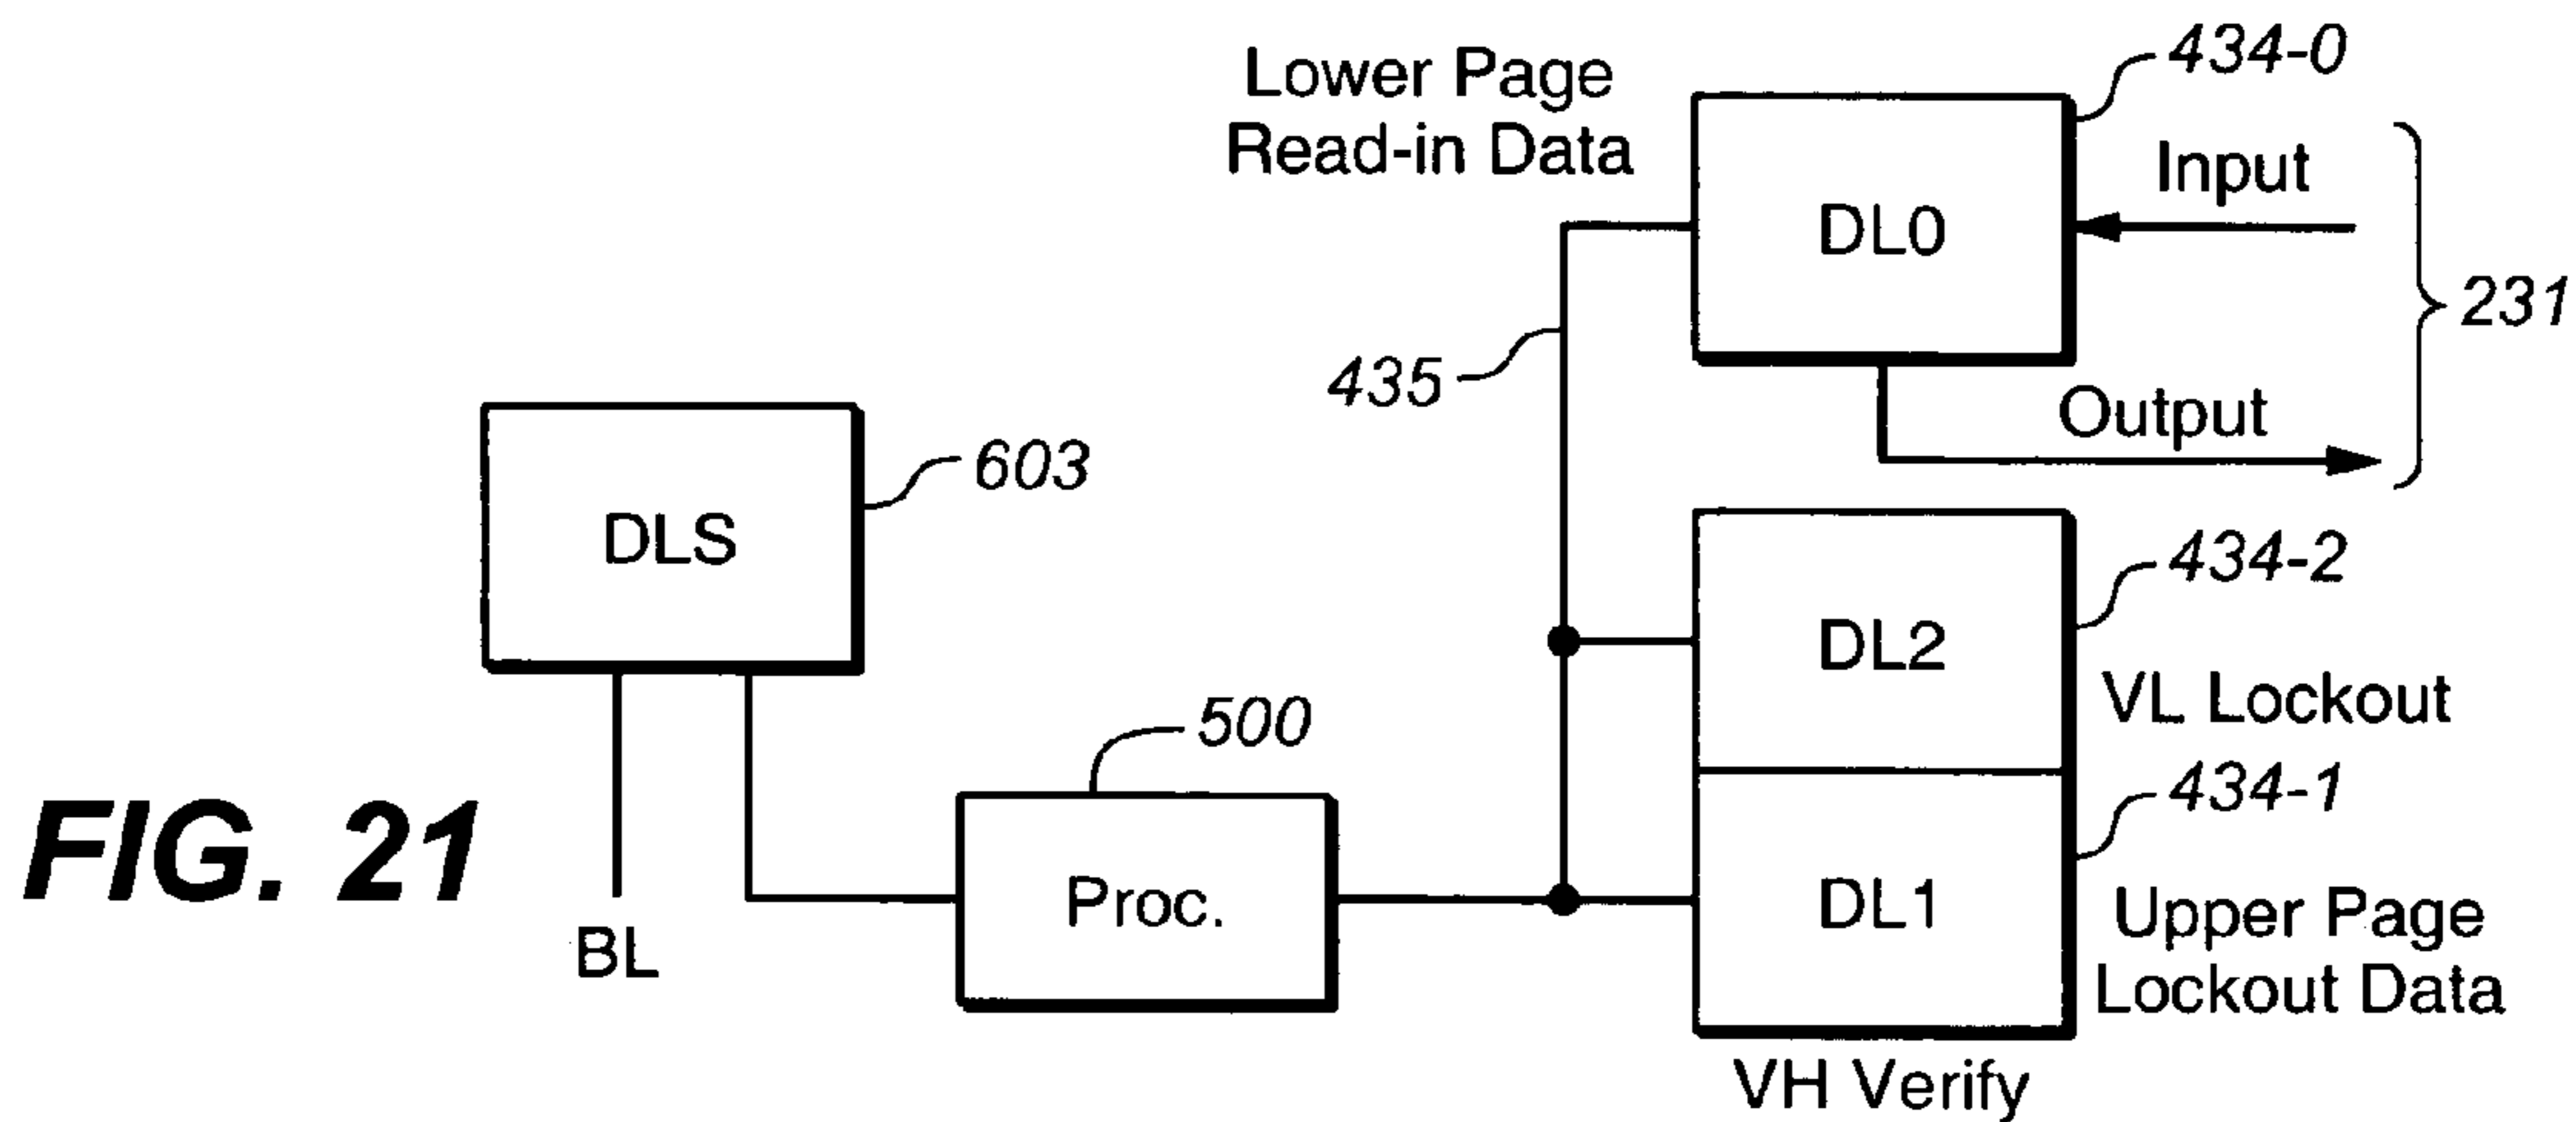 434-0
Lower Page
Read-in Data
Input
DL0
231
435
Output
603
DLS
434-2
DL2
VL Lockout
500
434-1
FIG. 21
Proc.
DL1
Upper Page
Lockout Data
BL
VH Verify